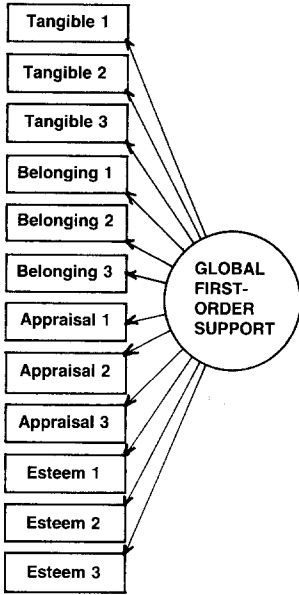 Tangible 1
Tangible 2
Tangible 3
Belonging 1
Belonging 2
Belonging 3
Appraisal 1
Appraisal 2
Appraisal 3
Esteem 1
Esteem 2
Esteem 3
GLOBAL
FIRST-
ORDER
SUPPORT